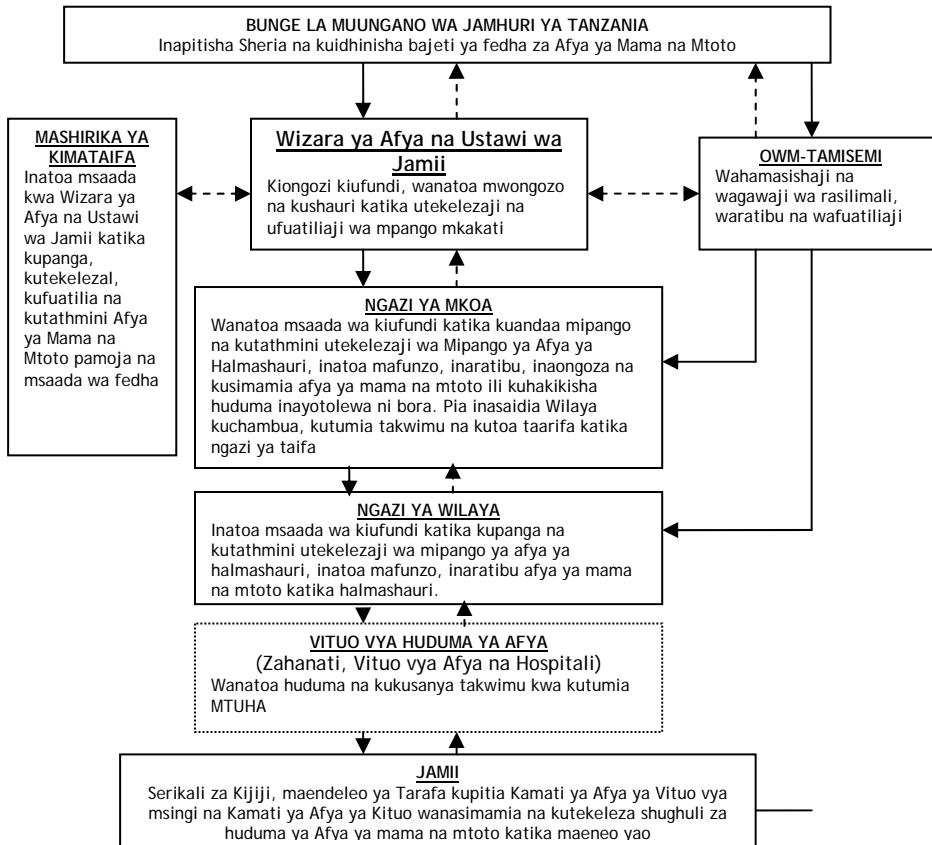 BUNGE LA MUUNGANO WA JAMHURI YA TANZANIA
Inapitisha Sheria na kuidhinisha bajeti ya fedha za Afya ya Mama na Mtoto
MASHIRIKA YA
KIMATAIFA
Inatoa msaada
kwa Wizara ya
Afya na Ustawi
wa Jamii katika
kupanga,
kutekelezal,
kufuatilia na
kutathmini Afya
ya Mama na
Mtoto pamoja na
msaada wa fedha
Wizara ya Afya na Ustawi wa
Jamii
Kiongozi kiufundi, wanatoa mwongozo
na kushauri katika utekelezaji na
ufuatiliaji wa mpango mkakati
OWM-TAMISEMI
Wahamasishaji na
wagawaji wa rasilimali,
waratibu na wafuatiliaji
NGAZI YA MKOA
Wanatoa msaada wa kiufundi katika kuandaa mipango
na kutathmini utekelezaji wa Mipango ya Afya ya
Halmashauri, inatoa mafunzo, inaratibu, inaongoza na
kusimamia afya ya mama na mtoto ili kuhakikisha
huduma inayotolewa ni bora. Pia inasaidia Wilaya
kuchambua, kutumia takwimu na kutoa taarifa katika
ngazi ya taifa
NGAZI YA WILAYA
Inatoa msaada wa kiufundi katika kupanga na
kutathmini utekelezaji wa mipango ya afya ya
halmashauri, inatoa mafunzo, inaratibu afya ya mama
na mtoto katika halmashauri.
VITUO VYA HUDUMA YA AFYA
(Zahanati, Vituo vya Afya na Hospitali)
Wanatoa huduma na kukusanya takwimu kwa kutumia
MTUHA
JAMII
Serikali za Kijiji, maendeleo ya Tarafa kupitia Kamati ya Afya ya Vituo vya
msingi na Kamati ya Afya ya Kituo wanasimamia na kutekeleza shughuli za
huduma ya Afya ya mama na mtoto katika maeneo yao